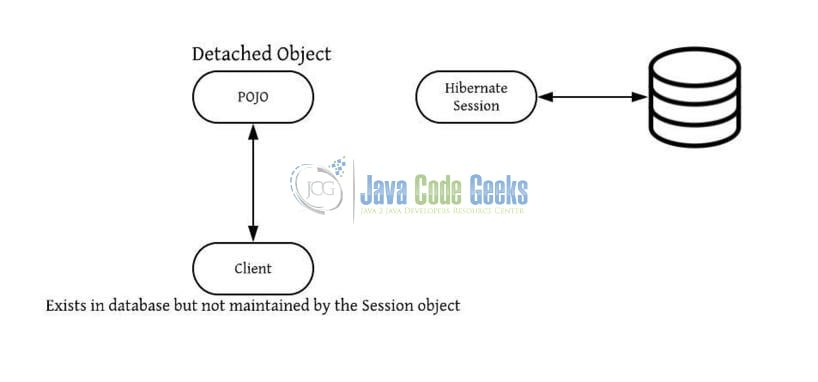 Detached Object
POJO
Hibernate
Session
JCG
Java Code Geeks
JAVA 2 JAVA DEVELOPERS RESOURCE CENTER
Client
Exists in database but not maintained by the Session object